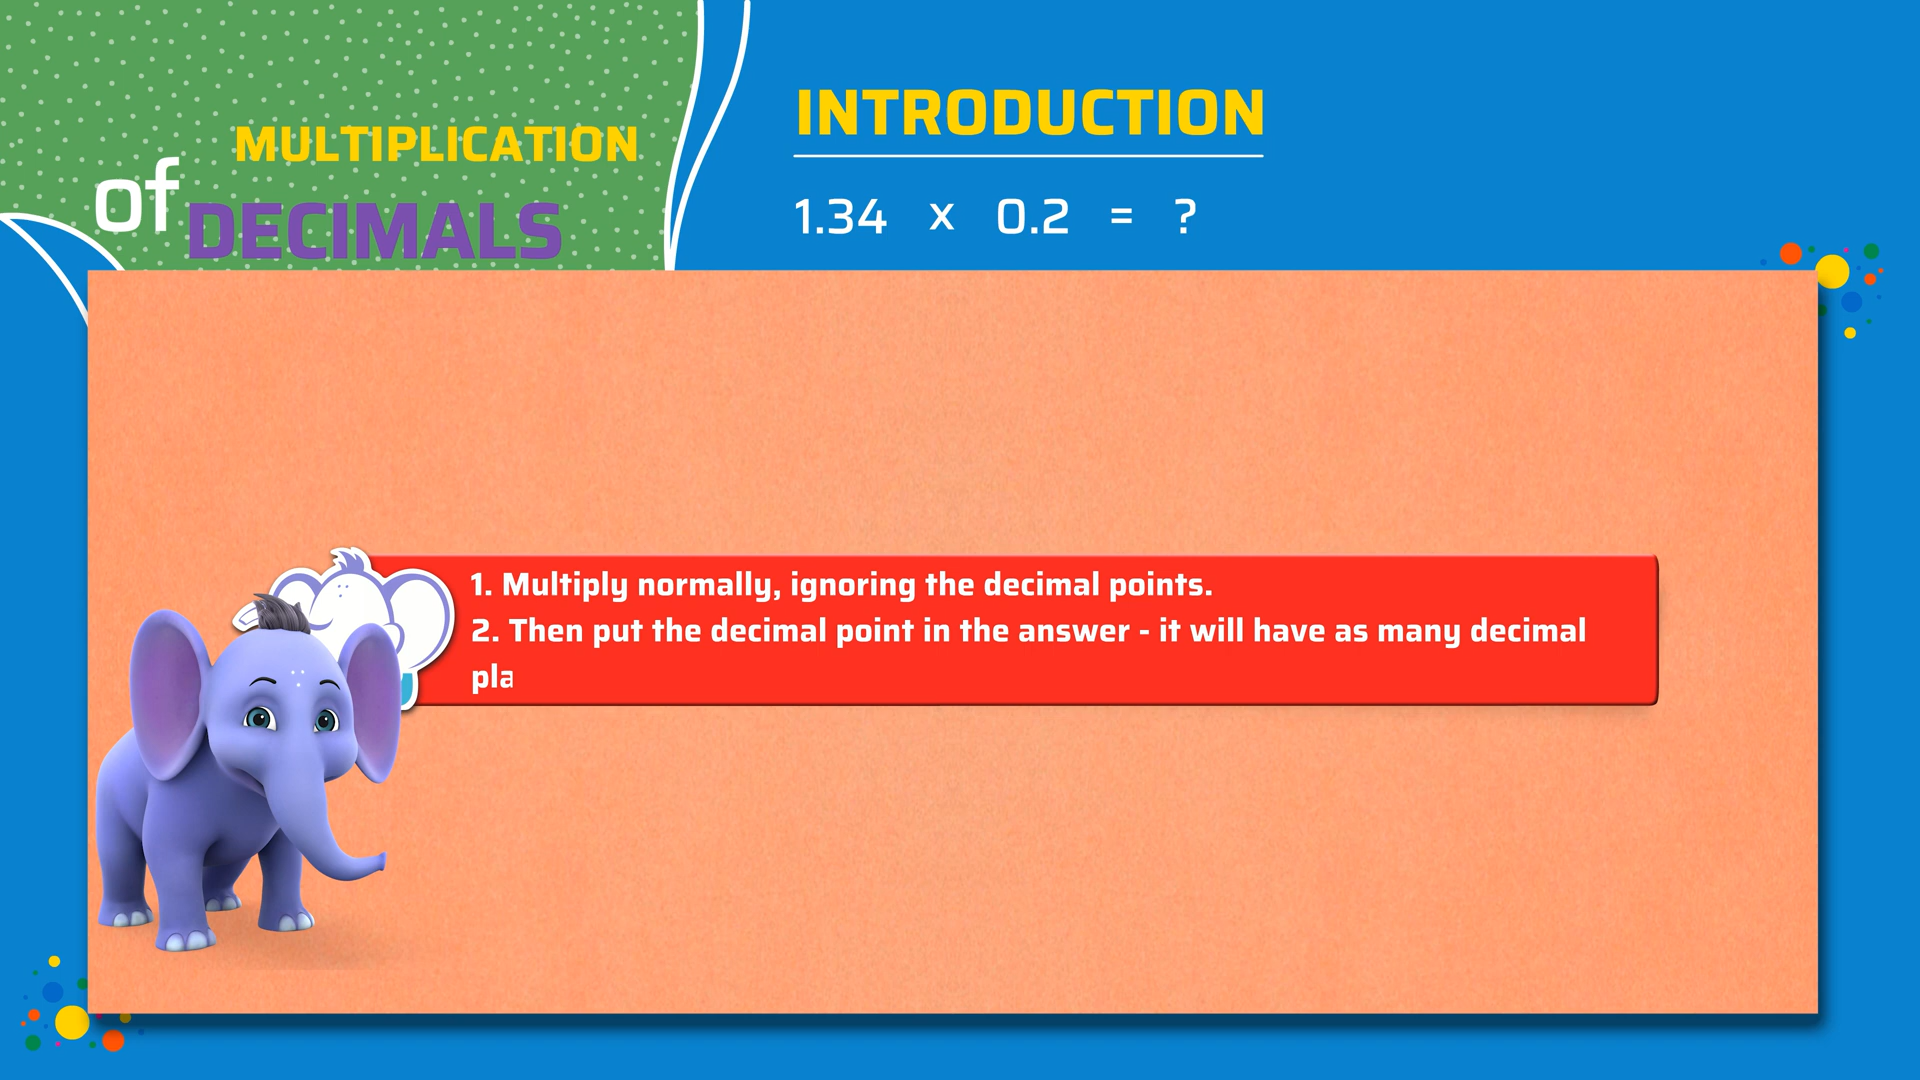 MULTIPLICATION
of DECIMALS
INTRODUCTION
1.34 x 0.2 = ?
1. Multiply normally, ignoring the decimal points.
2. Then put the decimal point in the answer - it will have as many decimal
pla